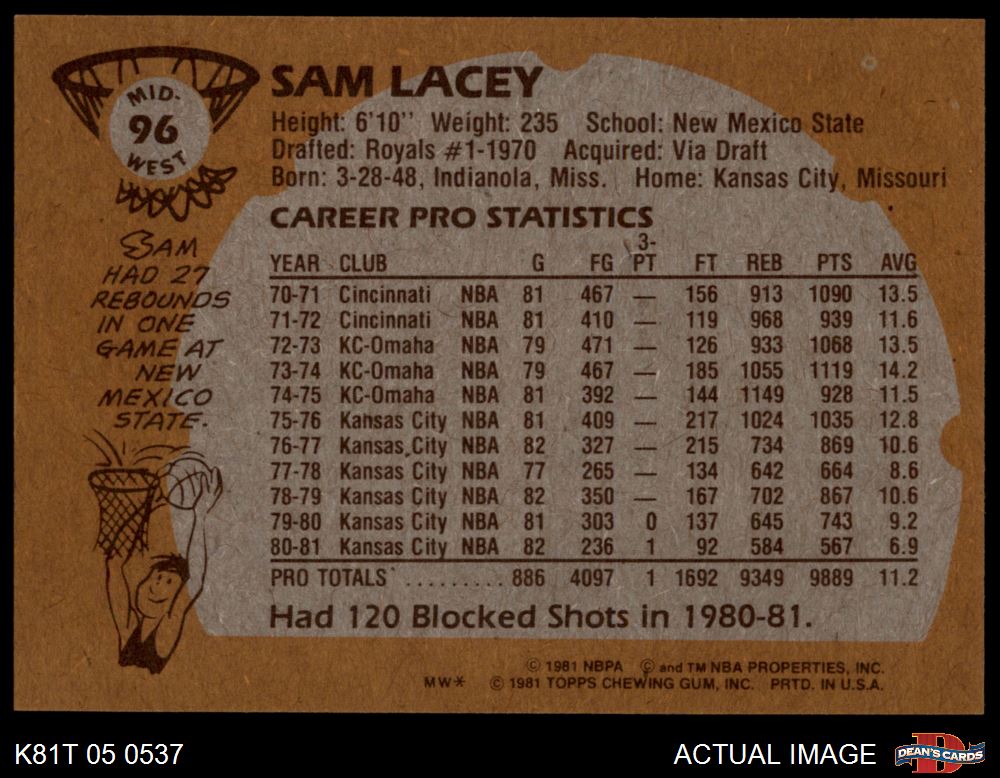 MID-
96
WEST
SAM LACEY
Height: 6'10'' Weight: 235 School: New Mexico State
Drafted: Royals #1-1970 Acquired: Via Draft
Born: 3-28-48, Indianola, Miss. Home: Kansas City, Missouri
CAREER PRO STATISTICS
YEAR CLUB G FG 3-PT FT REB PTS AVG
70-71 Cincinnati NBA 81 467 — 156 913 1090 13.5
71-72 Cincinnati NBA 81 410 — 119 968 939 11.6
72-73 KC-Omaha NBA 79 471 — 126 933 1068 13.5
73-74 KC-Omaha NBA 79 467 — 185 1055 1119 14.2
74-75 KC-Omaha NBA 81 392 — 144 1149 928 11.5
75-76 Kansas City NBA 81 409 — 217 1024 1035 12.8
76-77 Kansas City NBA 82 327 — 215 734 869 10.6
77-78 Kansas City NBA 77 265 — 134 642 664 8.6
78-79 Kansas City NBA 82 350 — 167 702 867 10.6
79-80 Kansas City NBA 81 303 0 137 645 743 9.2
80-81 Kansas City NBA 82 236 1 92 584 567 6.9
PRO TOTALS .......... 886 4097 1 1692 9349 9889 11.2
Had 120 Blocked Shots in 1980-81.
SAM
HAD 27
REBOUNDS
IN ONE
GAME AT
NEW
MEXICO
STATE.
© 1981 NBPA © and TM NBA PROPERTIES, INC.
MW* © 1981 TOPPS CHEWING GUM, INC. PRTD. IN U.S.A.
K81T 05 0537
ACTUAL IMAGE
DEAN'S CARDS